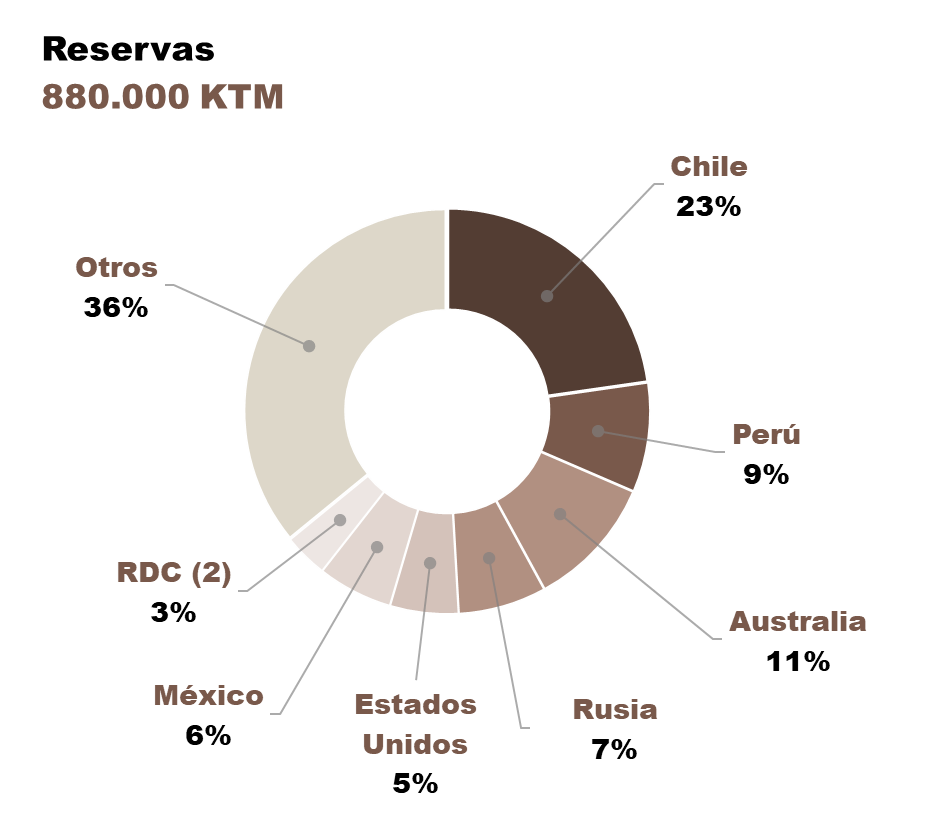 Reservas
880.000 KTM
Chile
23%
Otros
36%
Perú
9%
RDC (2)
3%
Australia
11%
México
6%
Estados
Unidos
5%
Rusia
7%